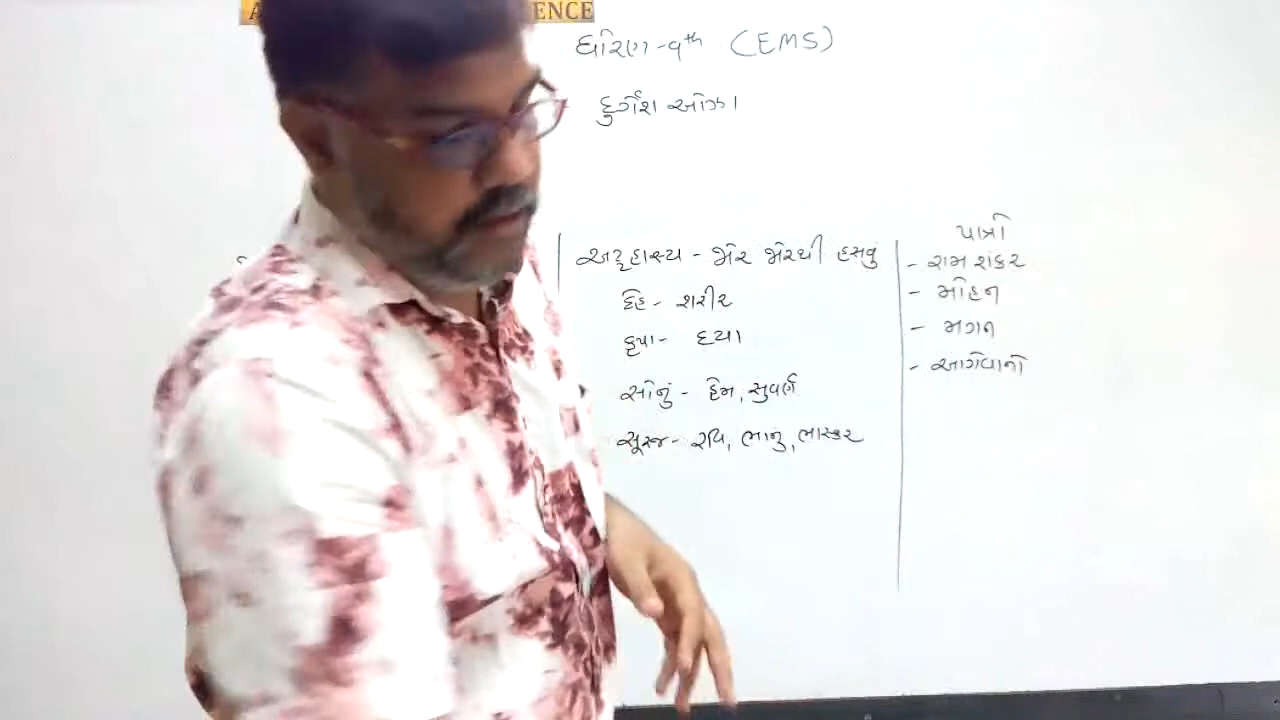 ENCE
ધોરણ-9th (EMS)
દુર્ગેશ ઓઝા
અટ્ટહાસ્ય - જોર જોરથી હસવું
દેહ - શરીર
કૃપા - દયા
સોનું - હેમ, સુવર્ણ
સૂરજ - રવિ, ભાનુ, ભાસ્કર
પાત્રો
- રામ શંકર
- મોહન
- મગન
- આગેવાનો